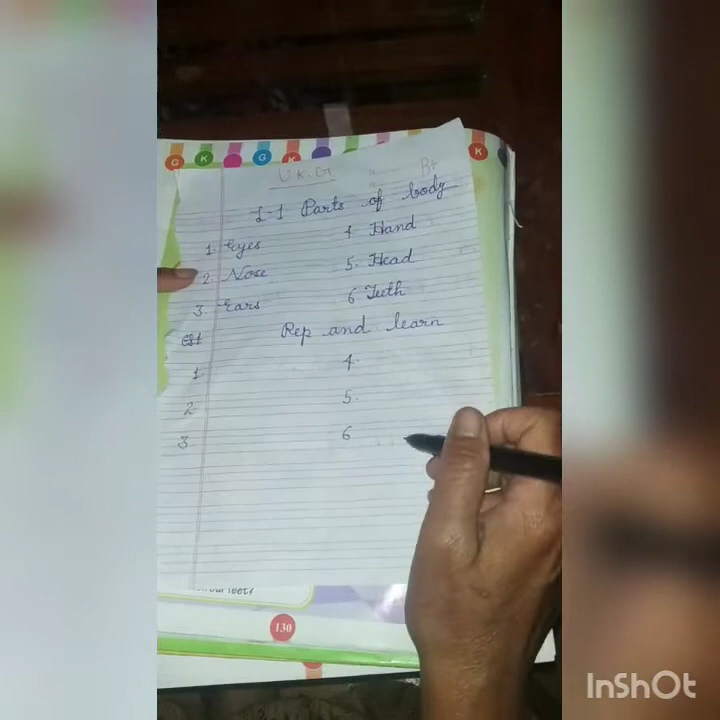 G K G K K
U.K.G
L-1 Parts of body
1. Eyes 4 Hand
2. Nose 5. Head
3. Ears 6 Teeth
Rep and learn
1. 4.
2. 5.
3 6
130
InShOt